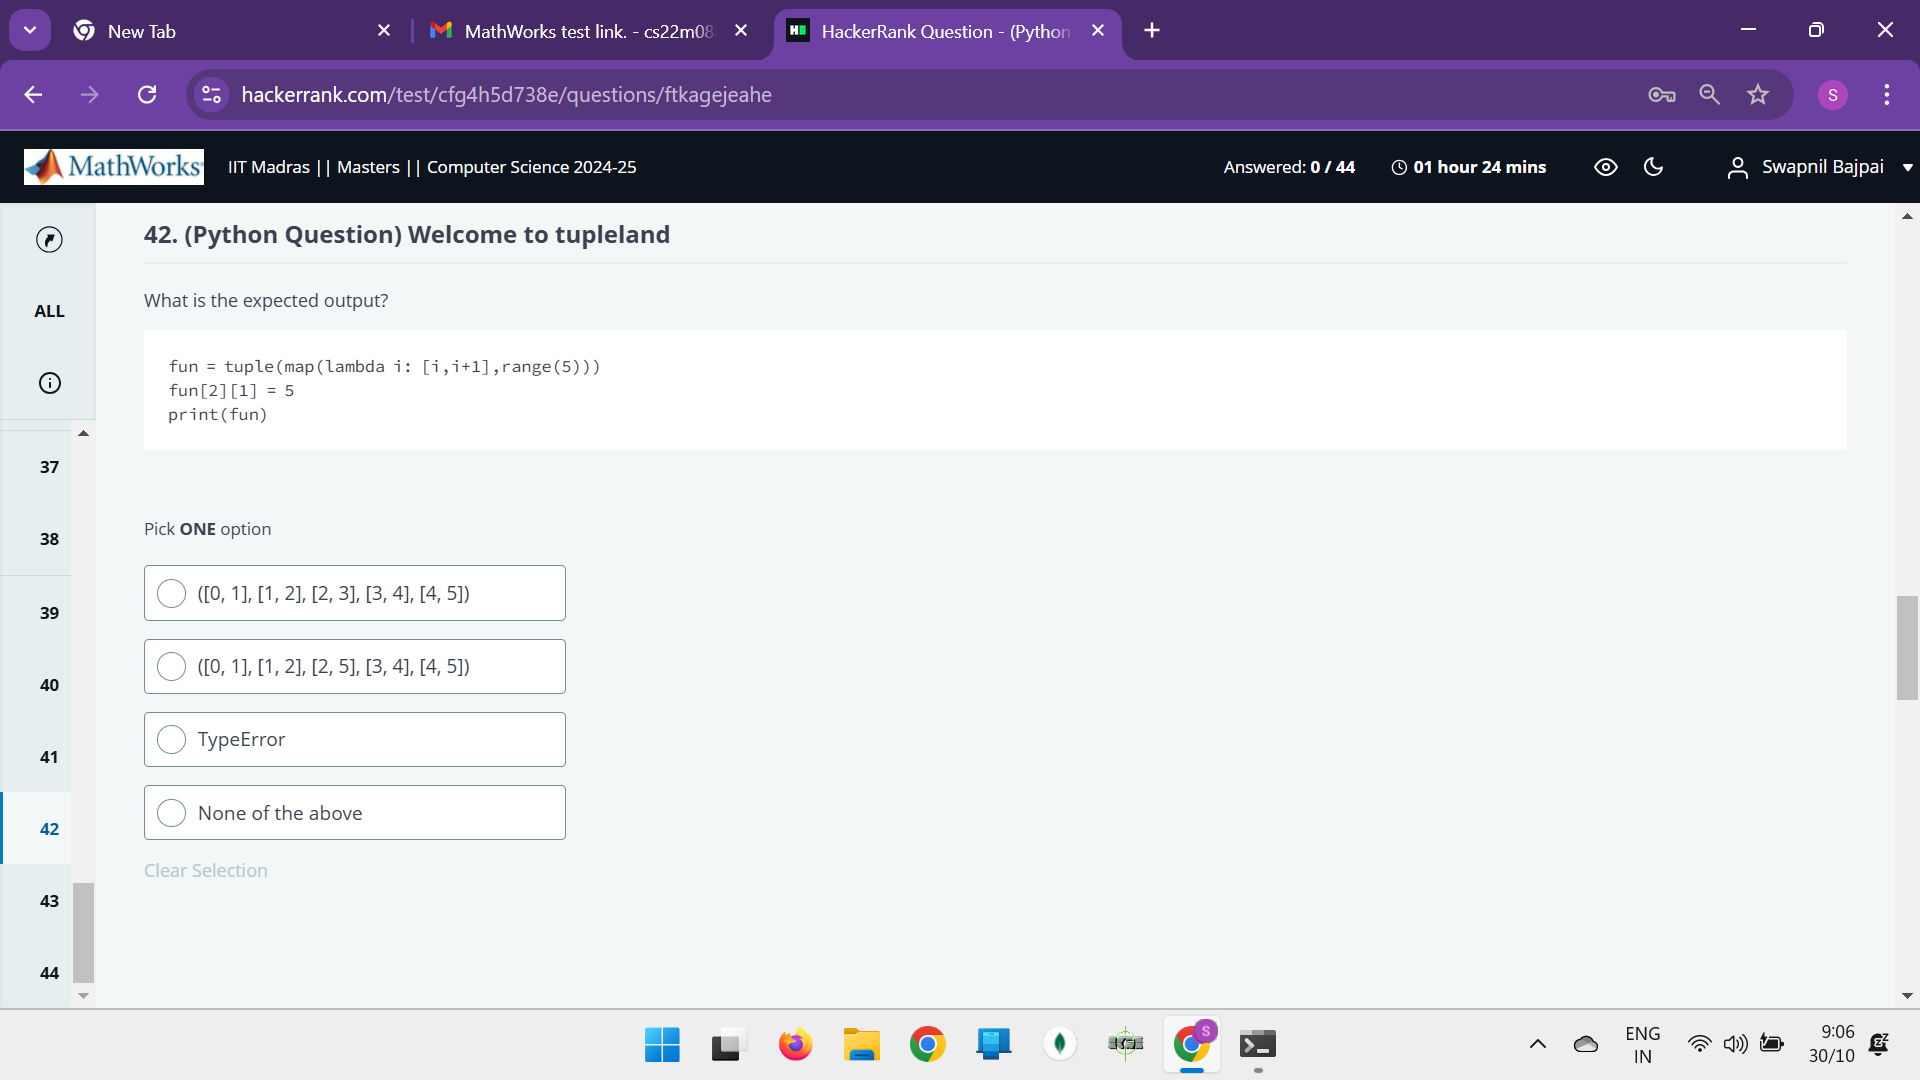 New Tab
MathWorks test link. - cs22m08
HackerRank Question - (Python
hackerrank.com/test/cfg4h5d738e/questions/ftkagejeahe
S
MathWorks
IIT Madras || Masters || Computer Science 2024-25
Answered: 0 / 44
01 hour 24 mins
Swapnil Bajpai
ALL
37
38
39
40
41
42
43
44
42. (Python Question) Welcome to tupleland
What is the expected output?
fun = tuple(map(lambda i: [i,i+1],range(5)))
fun[2][1] = 5
print(fun)
Pick ONE option
([0, 1], [1, 2], [2, 3], [3, 4], [4, 5])
([0, 1], [1, 2], [2, 5], [3, 4], [4, 5])
TypeError
None of the above
Clear Selection
S
ENG
IN
9:06
30/10